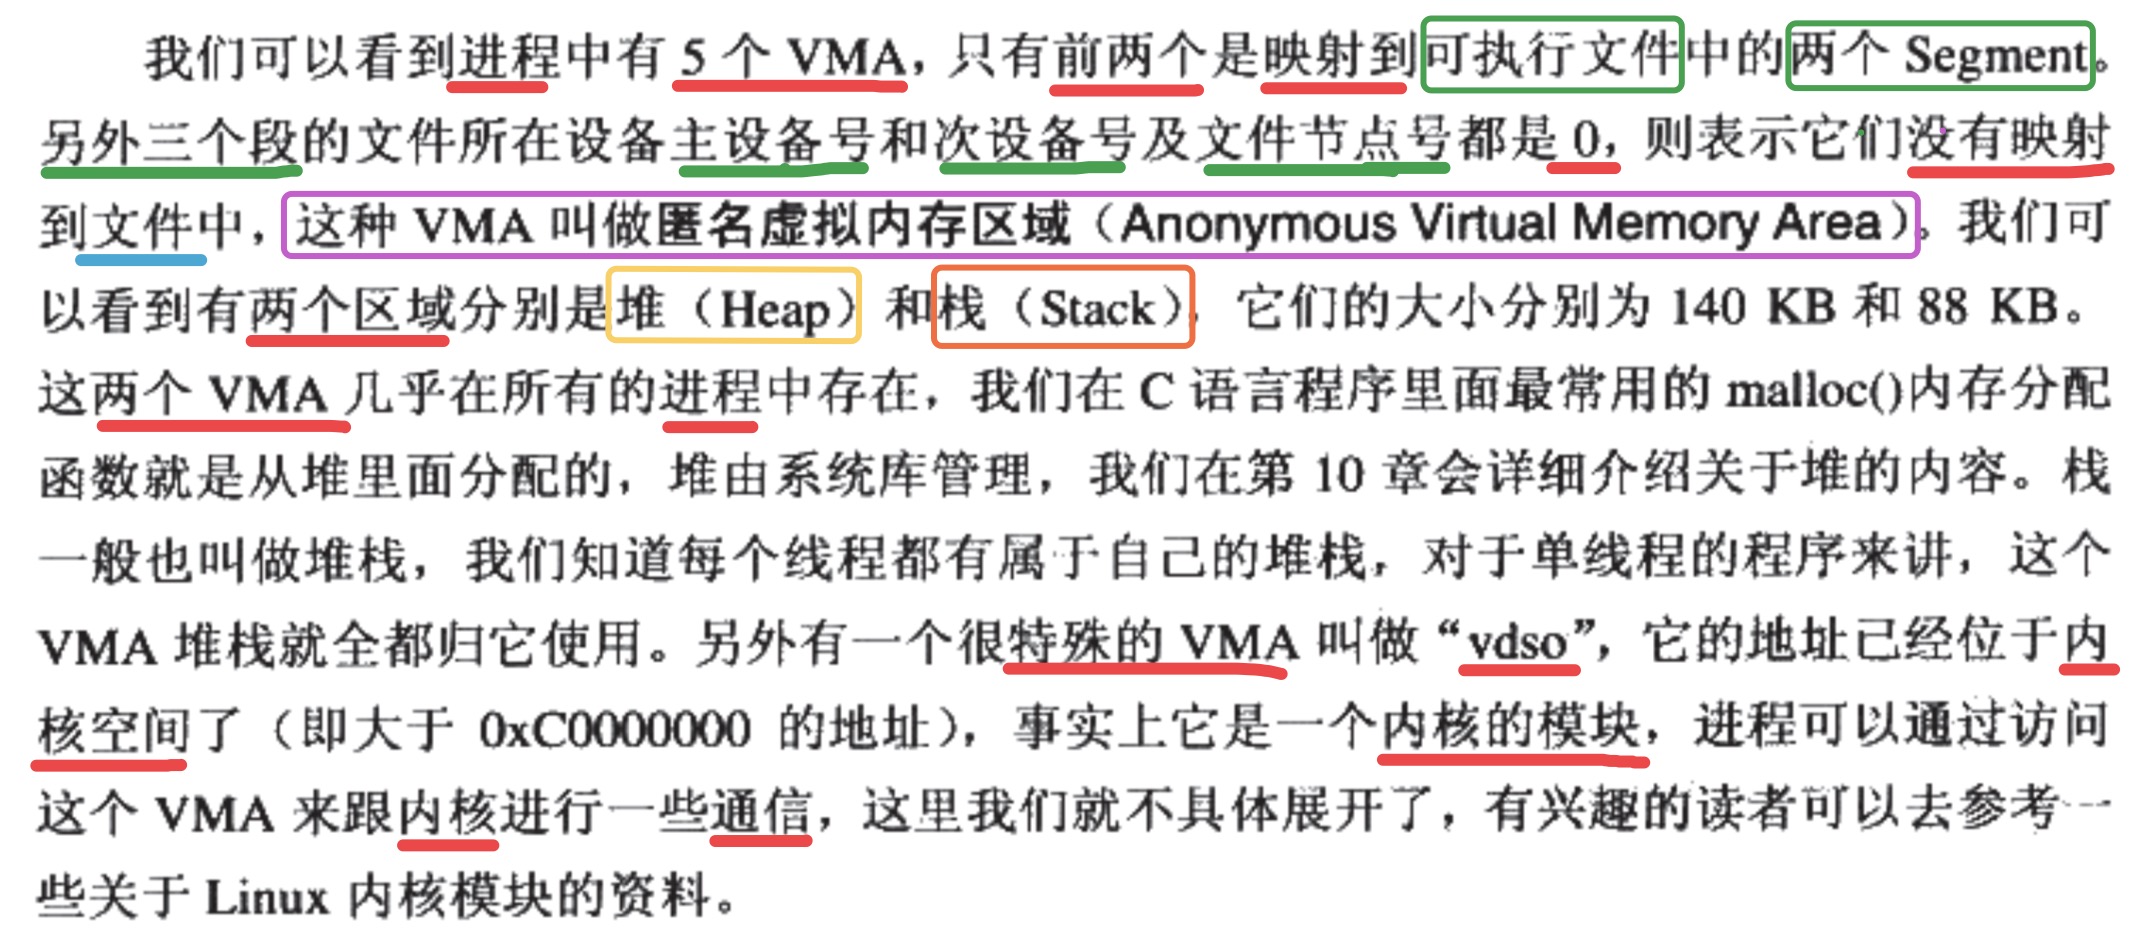 我们可以看到进程中有 5 个 VMA，只有前两个是映射到可执行文件中的两个 Segment。
另外三个段的文件所在设备主设备号和次设备号及文件节点号都是 0，则表示它们没有映射
到文件中，这种 VMA 叫做匿名虚拟内存区域（Anonymous Virtual Memory Area）。我们可
以看到有两个区域分别是堆（Heap）和栈（Stack），它们的大小分别为 140 KB 和 88 KB。
这两个 VMA 几乎在所有的进程中存在，我们在 C 语言程序里面最常用的 malloc()内存分配
函数就是从堆里面分配的，堆由系统库管理，我们在第 10 章会详细介绍关于堆的内容。栈
一般也叫做堆栈，我们知道每个线程都有属于自己的堆栈，对于单线程的程序来讲，这个
VMA 堆栈就全都归它使用。另外有一个很特殊的 VMA 叫做“vdso”，它的地址已经位于内
核空间了（即大于 0xC0000000 的地址），事实上它是一个内核的模块，进程可以通过访问
这个 VMA 来跟内核进行一些通信，这里我们就不具体展开了，有兴趣的读者可以去参考一
些关于 Linux 内核模块的资料。